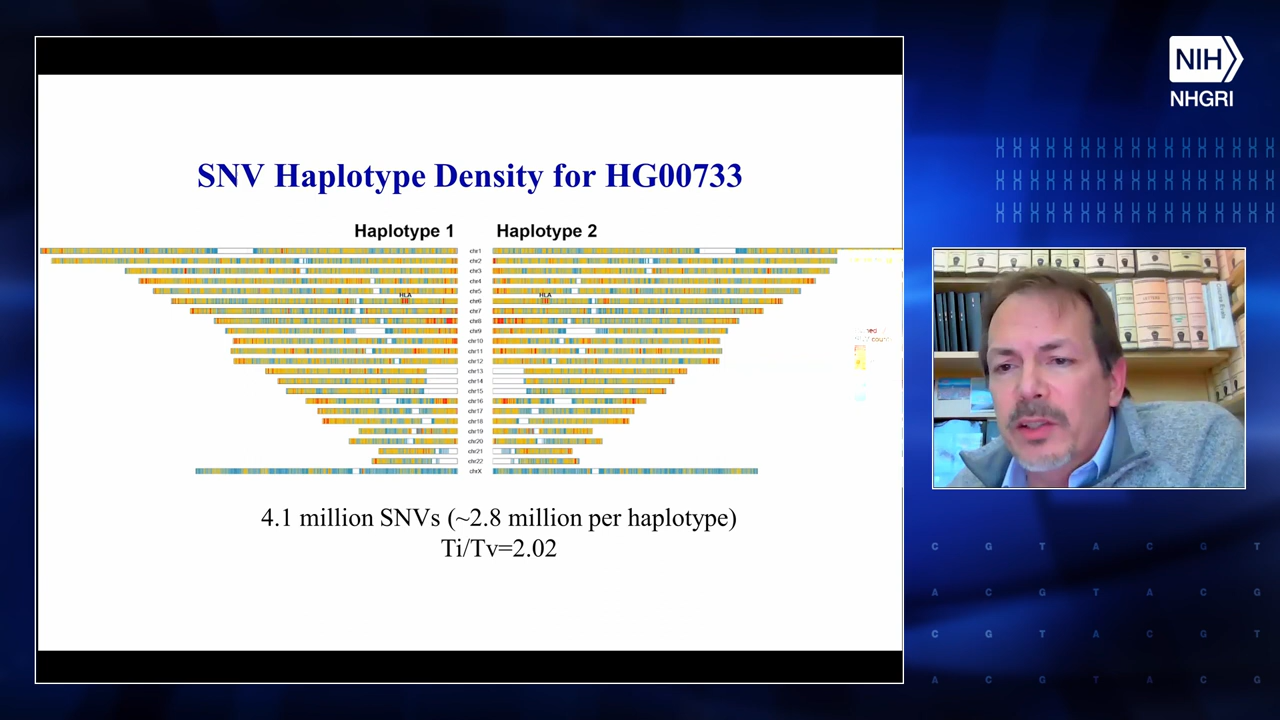 NIH
NHGRI
SNV Haplotype Density for HG00733
Haplotype 1
Haplotype 2
chr1
chr2
chr3
chr4
chr5
HLA
HLA
chr6
chr7
chr8
chr9
chr10
chr11
chr12
chr13
chr14
chr15
chr16
chr17
chr18
chr19
chr20
chr21
chr22
chrX
4.1 million SNVs (~2.8 million per haplotype)
Ti/Tv=2.02
C G T A C G T
A C G T A C G
C G T A C G T
A C G T A C G